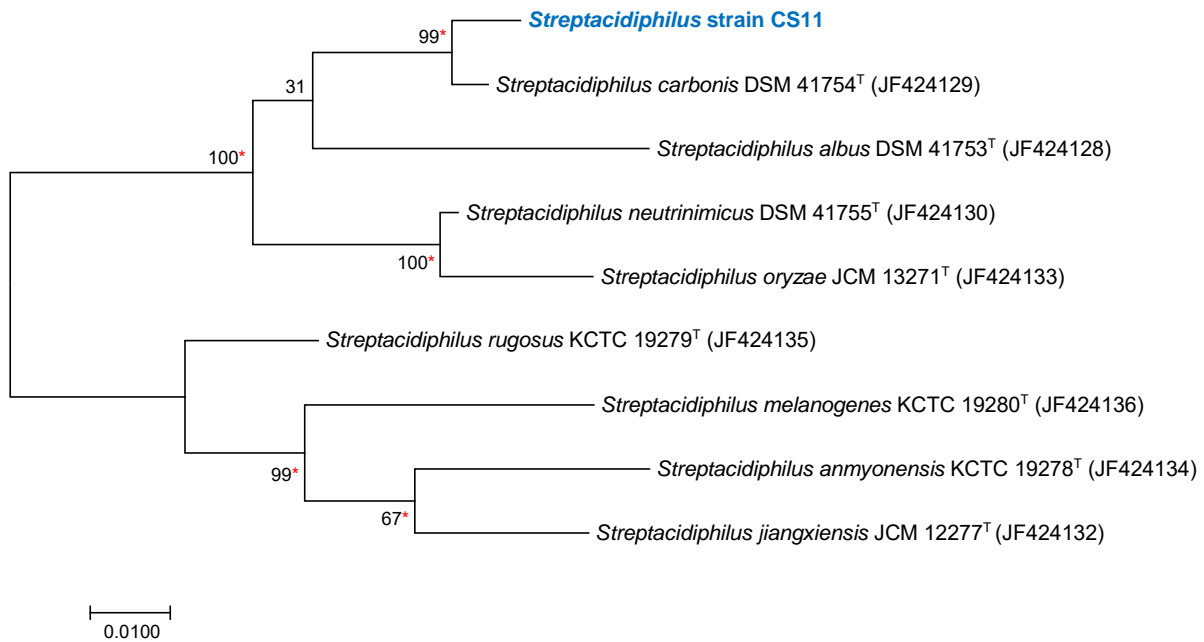 Streptacidiphilus strain CS11
99*
Streptacidiphilus carbonis DSM 41754ᵀ (JF424129)
31
Streptacidiphilus albus DSM 41753ᵀ (JF424128)
100*
Streptacidiphilus neutrinimicus DSM 41755ᵀ (JF424130)
100*
Streptacidiphilus oryzae JCM 13271ᵀ (JF424133)
Streptacidiphilus rugosus KCTC 19279ᵀ (JF424135)
Streptacidiphilus melanogenes KCTC 19280ᵀ (JF424136)
99*
Streptacidiphilus anmyonensis KCTC 19278ᵀ (JF424134)
67*
Streptacidiphilus jiangxiensis JCM 12277ᵀ (JF424132)
0.0100